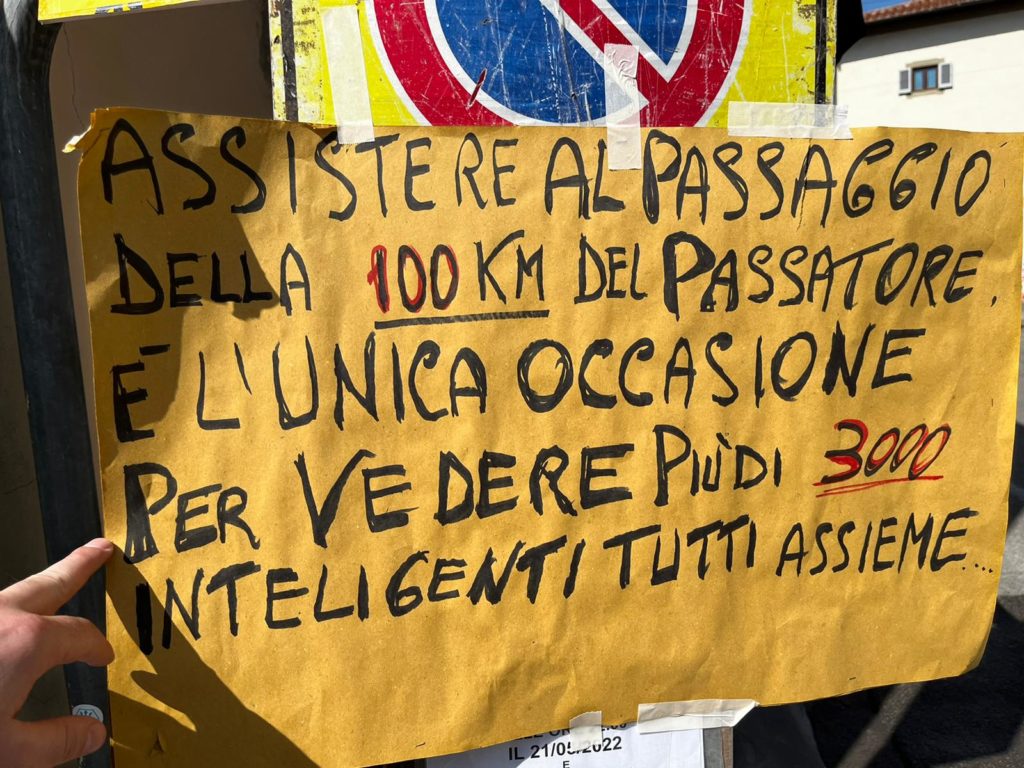 ASSISTERE AL PASSAGGIO
DELLA 100 KM DEL PASSATORE.
È L'UNICA OCCASIONE
PER VEDERE PIÙ DI 3000
INTELIGENTI TUTTI ASSIEME...
IL 21/05/2022
E